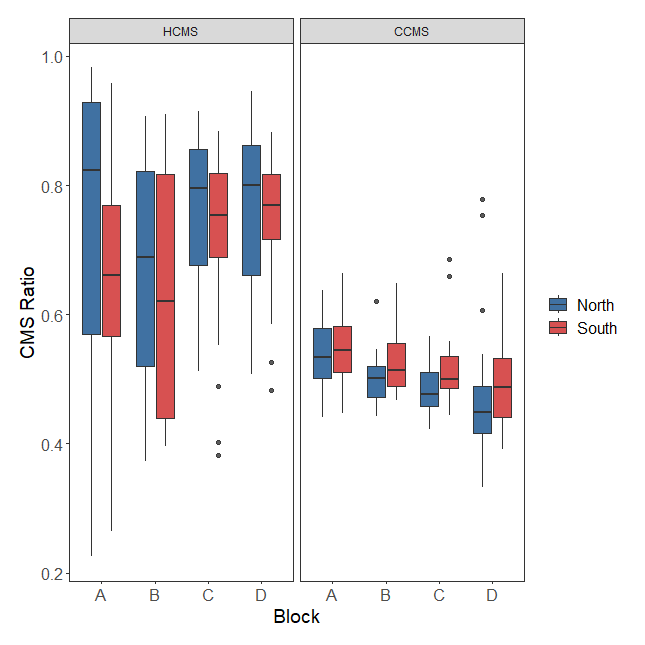 HCMS CCMS
CMS Ratio
1.0
0.8
0.6
0.4
0.2
A B C D A B C D
Block
North
South